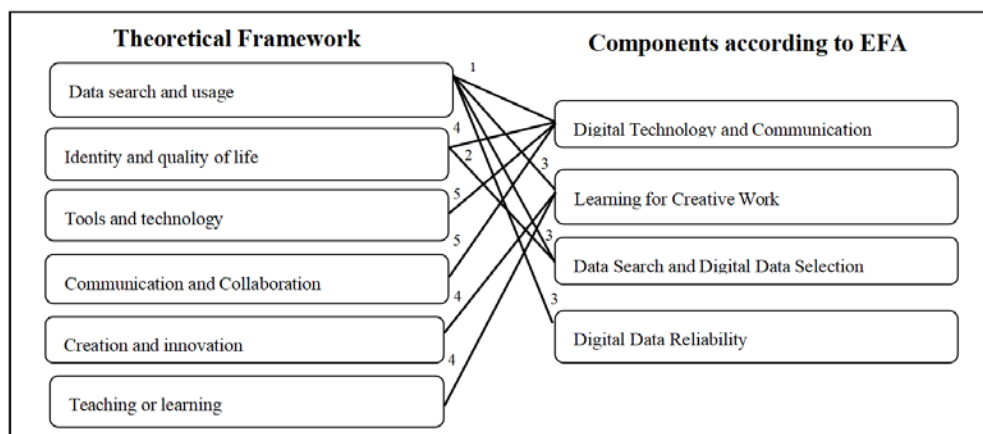 Theoretical Framework
Components according to EFA
Data search and usage
1
Digital Technology and Communication
4
Identity and quality of life
2
3
Learning for Creative Work
5
Tools and technology
5
3
Data Search and Digital Data Selection
Communication and Collaboration
4
3
Creation and innovation
Digital Data Reliability
4
Teaching or learning